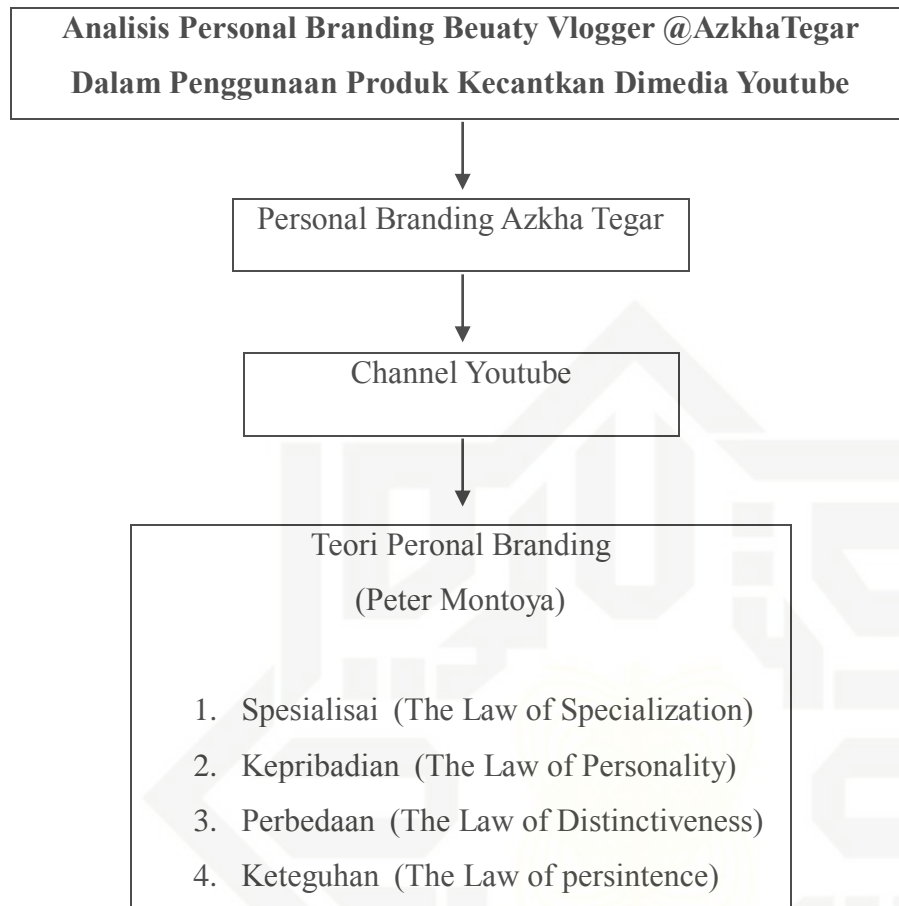 Analisis Personal Branding Beuaty Vlogger @AzkhaTegar
Dalam Penggunaan Produk Kecantkan Dimedia Youtube
Personal Branding Azkha Tegar
Channel Youtube
Teori Peronal Branding
(Peter Montoya)
1. Spesialisai (The Law of Specialization)
2. Kepribadian (The Law of Personality)
3. Perbedaan (The Law of Distinctiveness)
4. Keteguhan (The Law of persintence)